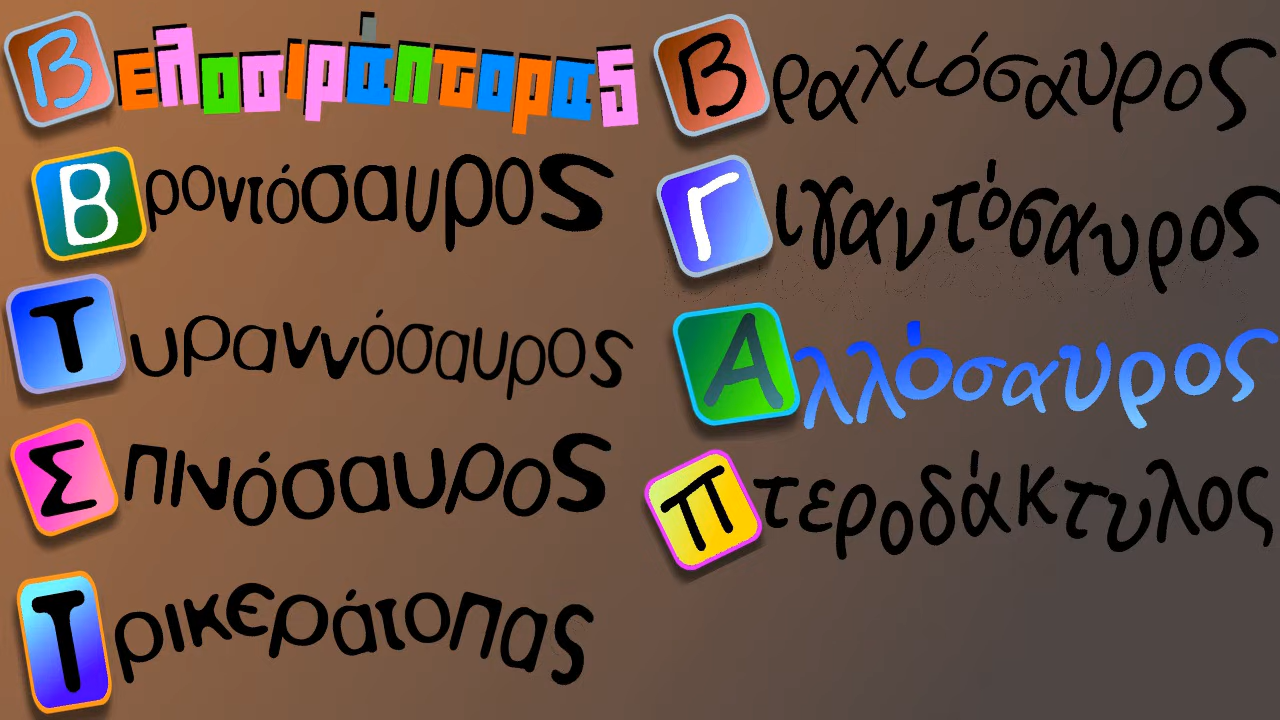 Βελοσιράπτορας
Βροντόσαυρος
Τυραννόσαυρος
Σπινόσαυρος
Τρικεράτοπας
Βραχιόσαυρος
Γιγαντόσαυρος
Αλλόσαυρος
Πτεροδάκτυλος